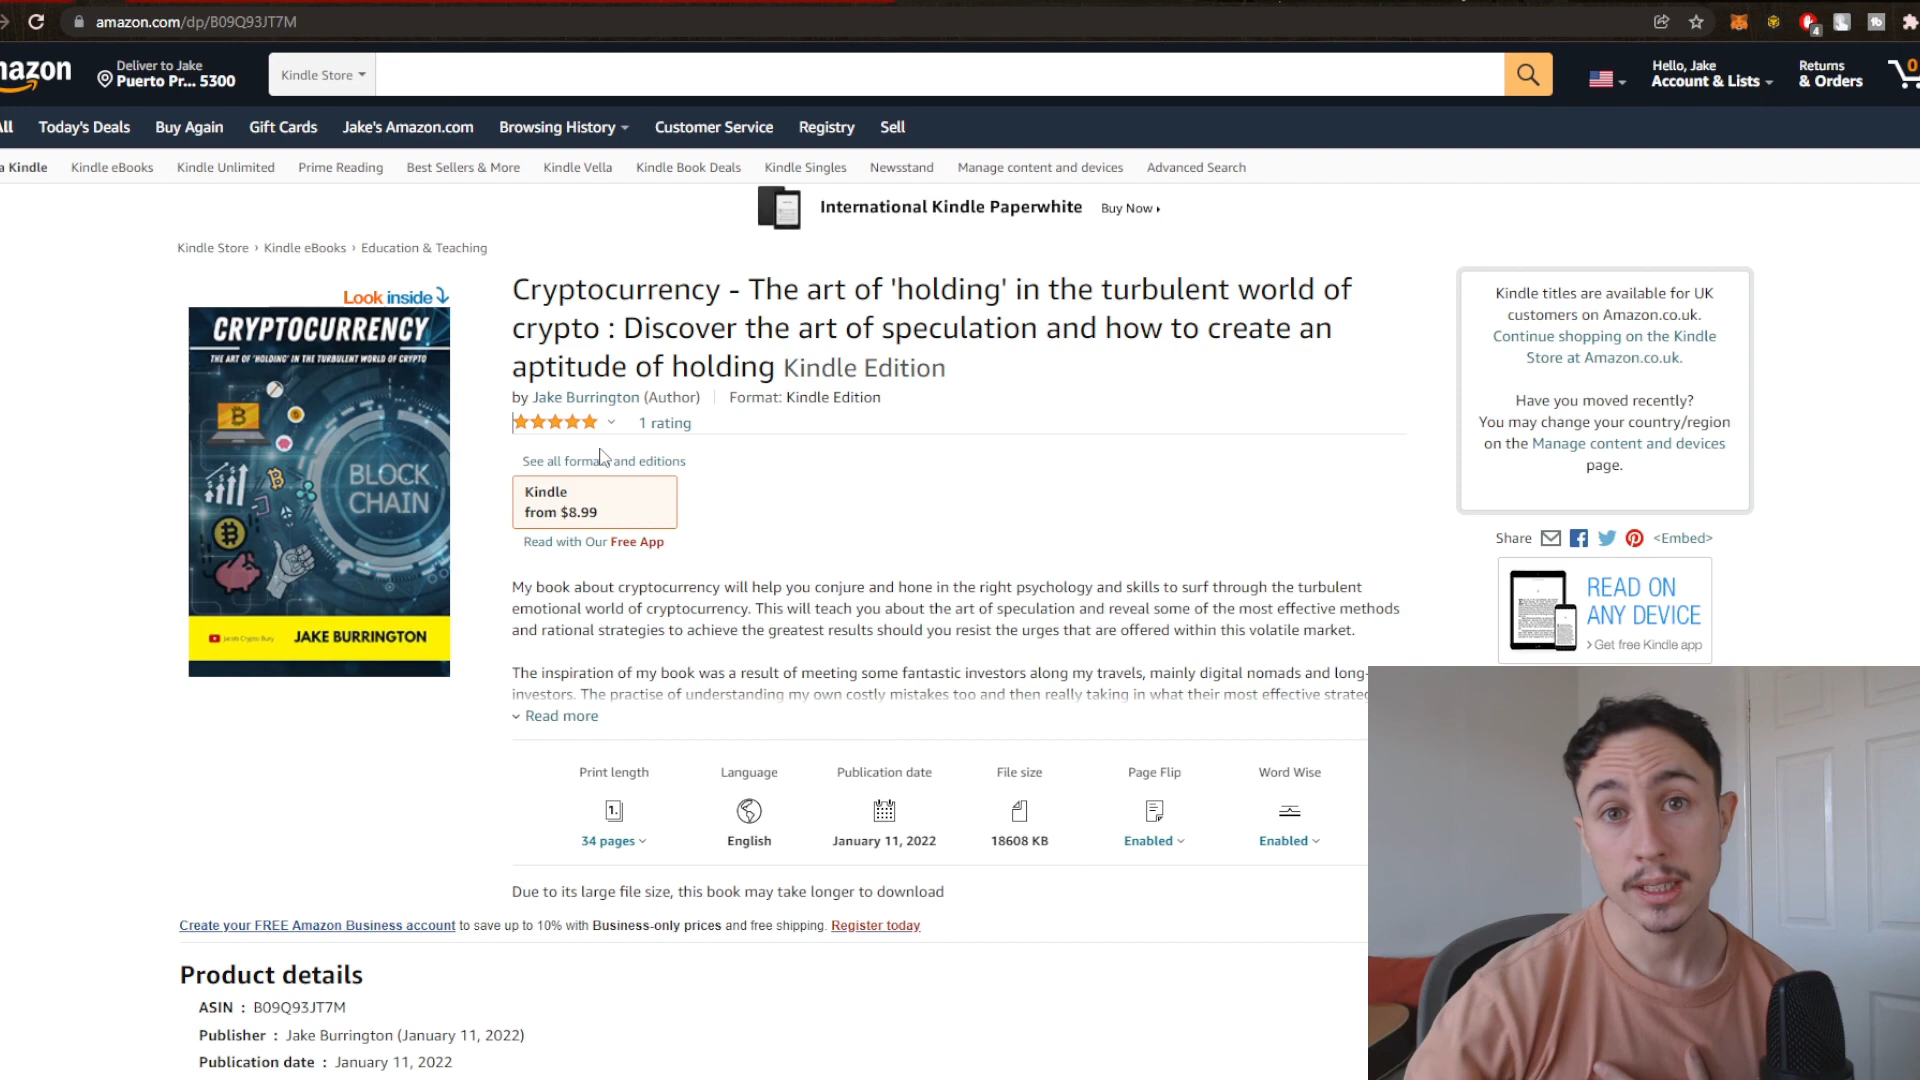 amazon.com/dp/B09Q93JT7M
4
Deliver to Jake
Puerto Pr... 5300
Kindle Store
Hello, Jake
Account & Lists
Returns
& Orders
0
Today's Deals
Buy Again
Gift Cards
Jake's Amazon.com
Browsing History
Customer Service
Registry
Sell
a Kindle
Kindle eBooks
Kindle Unlimited
Prime Reading
Best Sellers & More
Kindle Vella
Kindle Book Deals
Kindle Singles
Newsstand
Manage content and devices
Advanced Search
International Kindle Paperwhite Buy Now
Kindle Store › Kindle eBooks › Education & Teaching
Look inside
CRYPTOCURRENCY
THE ART OF 'HOLDING' IN THE TURBULENT WORLD OF CRYPTO
BLOCK
CHAIN
Jacob Crypto Bury
JAKE BURRINGTON
Cryptocurrency - The art of 'holding' in the turbulent world of
crypto : Discover the art of speculation and how to create an
aptitude of holding Kindle Edition
by Jake Burrington (Author) Format: Kindle Edition
1 rating
See all formats and editions
Kindle
from $8.99
Read with Our Free App
My book about cryptocurrency will help you conjure and hone in the right psychology and skills to surf through the turbulent
emotional world of cryptocurrency. This will teach you about the art of speculation and reveal some of the most effective methods
and rational strategies to achieve the greatest results should you resist the urges that are offered within this volatile market.
The inspiration of my book was a result of meeting some fantastic investors along my travels, mainly digital nomads and long-
investors. The practise of understanding my own costly mistakes too and then really taking in what their most effective strateg
Read more
Print length
34 pages
Language
English
Publication date
January 11, 2022
File size
18608 KB
Page Flip
Enabled
Word Wise
Enabled
Due to its large file size, this book may take longer to download
Create your FREE Amazon Business account to save up to 10% with Business-only prices and free shipping. Register today
Product details
ASIN : B09Q93JT7M
Publisher : Jake Burrington (January 11, 2022)
Publication date : January 11, 2022
Kindle titles are available for UK
customers on Amazon.co.uk.
Continue shopping on the Kindle
Store at Amazon.co.uk.
Have you moved recently?
You may change your country/region
on the Manage content and devices
page.
Share <Embed>
READ ON
ANY DEVICE
Get free Kindle app